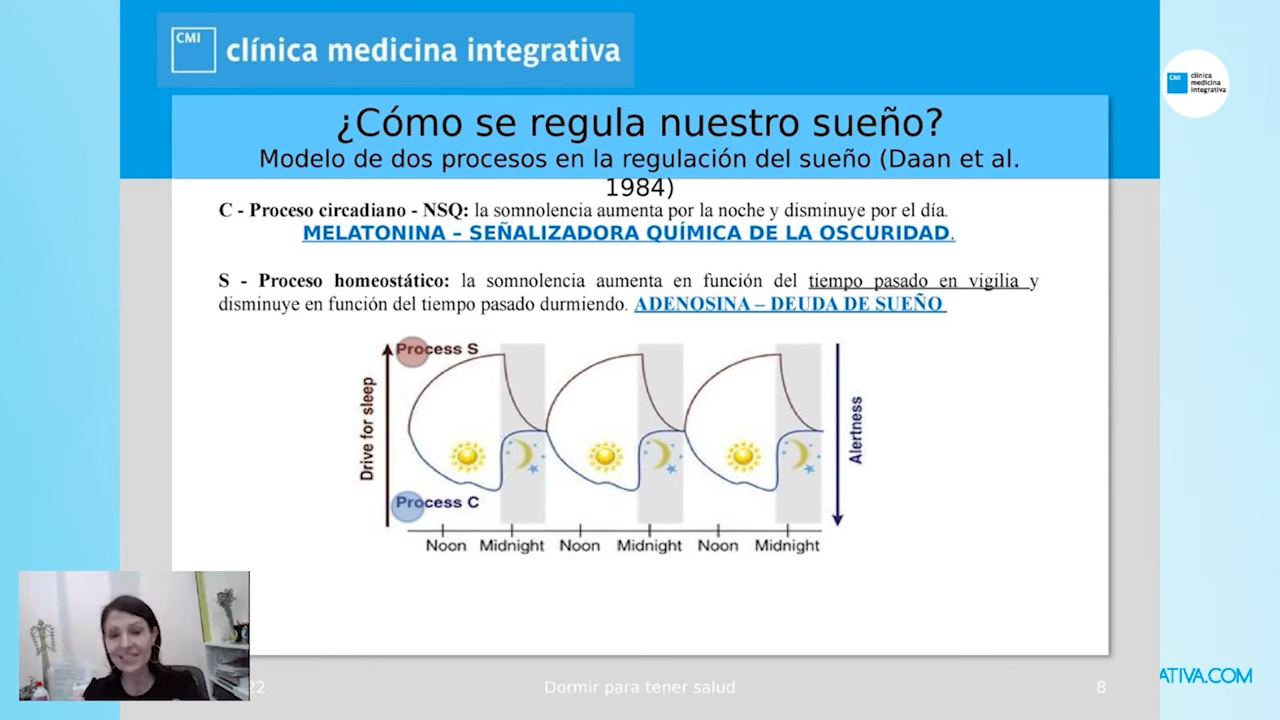 CMI
clínica medicina integrativa
CMI
clínica
medicina
integrativa
¿Cómo se regula nuestro sueño?
Modelo de dos procesos en la regulación del sueño (Daan et al.
1984)
C - Proceso circadiano - NSQ: la somnolencia aumenta por la noche y disminuye por el día.
MELATONINA – SEÑALIZADORA QUÍMICA DE LA OSCURIDAD.
S - Proceso homeostático: la somnolencia aumenta en función del tiempo pasado en vigilia y
disminuye en función del tiempo pasado durmiendo. ADENOSINA – DEUDA DE SUEÑO
Process S
Drive for sleep
Alertness
Process C
Noon Midnight Noon Midnight Noon Midnight
22
Dormir para tener salud
8
ATIVA.COM